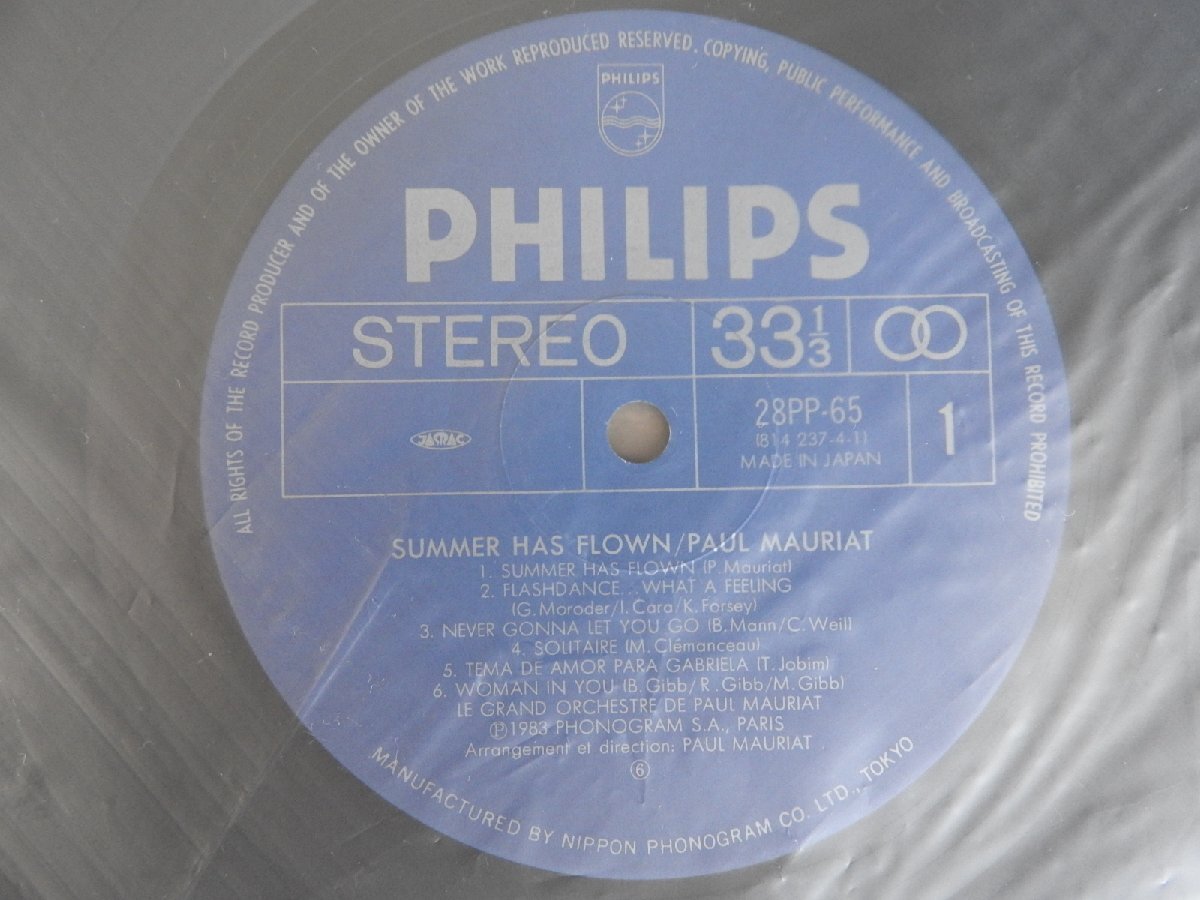 ALL RIGHTS OF THE RECORD PRODUCER AND OF THE OWNER OF THE WORK REPRODUCED RESERVED. COPYING, PUBLIC PERFORMANCE AND BROADCASTING OF THIS RECORD PROHIBITED
PHILIPS
PHILIPS
STEREO
33 1/3
JASRAC
28PP-65
(814 237-4-1)
MADE IN JAPAN
1
SUMMER HAS FLOWN/PAUL MAURIAT
1. SUMMER HAS FLOWN (P. Mauriat)
2. FLASHDANCE...WHAT A FEELING
(G. Moroder/I. Cara/K. Forsey)
3. NEVER GONNA LET YOU GO (B. Mann/C. Weil)
4. SOLITAIRE (M. Clémanceau)
5. TEMA DE AMOR PARA GABRIELA (T. Jobim)
6. WOMAN IN YOU (B. Gibb/R. Gibb/M. Gibb)
LE GRAND ORCHESTRE DE PAUL MAURIAT
Ⓟ1983 PHONOGRAM S.A., PARIS
Arrangement et direction: PAUL MAURIAT
⑥
MANUFACTURED BY NIPPON PHONOGRAM CO. LTD., TOKYO